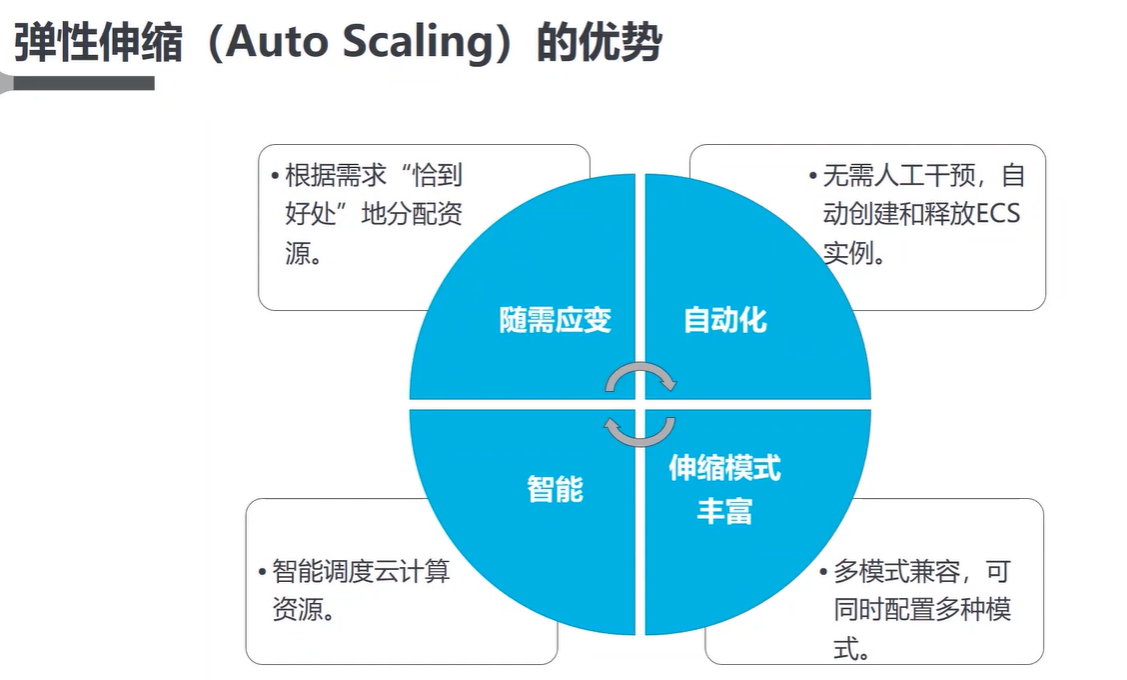 弹性伸缩（Auto Scaling）的优势
• 根据需求“恰到
好处”地分配资
源。
• 无需人工干预，自
动创建和释放ECS
实例。
随需应变
自动化
智能
伸缩模式
丰富
• 智能调度云计算
资源。
• 多模式兼容，可
同时配置多种模
式。